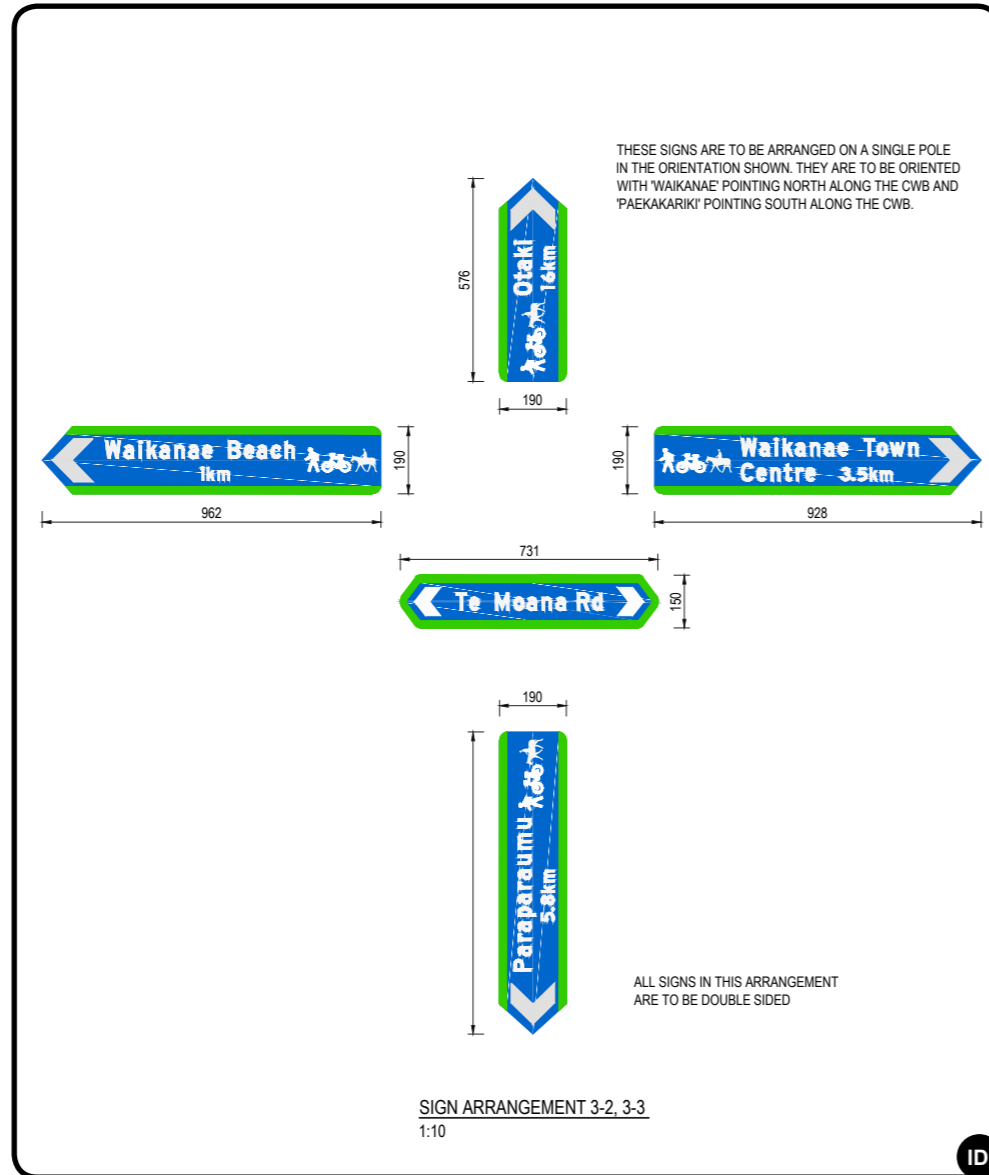 THESE SIGNS ARE TO BE ARRANGED ON A SINGLE POLE
IN THE ORIENTATION SHOWN. THEY ARE TO BE ORIENTED
WITH 'WAIKANAE' POINTING NORTH ALONG THE CWB AND
'PAEKAKARIKI' POINTING SOUTH ALONG THE CWB.
576
Otaki
16km
190
Waikanae Beach
1km
190
962
190
Waikanae Town
Centre 3.5km
928
731
Te Moana Rd
150
190
Paraparaumu
5.8km
ALL SIGNS IN THIS ARRANGEMENT
ARE TO BE DOUBLE SIDED
SIGN ARRANGEMENT 3-2, 3-3
1:10
ID